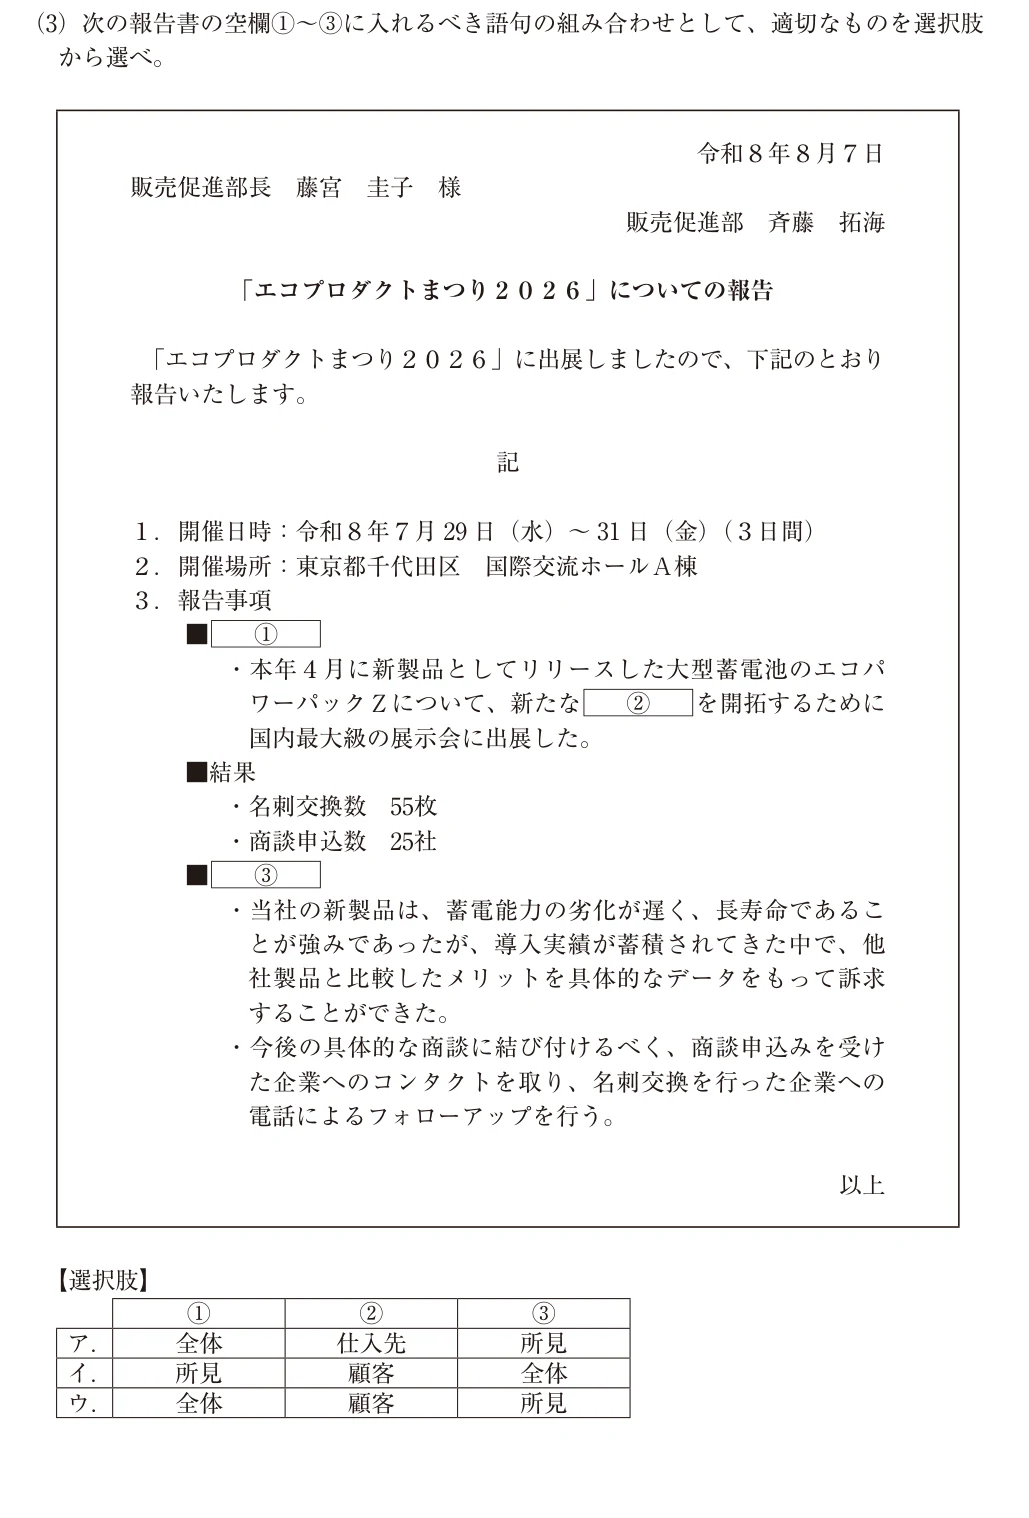 (3) 次の報告書の空欄①～③に入れるべき語句の組み合わせとして、適切なものを選択肢
から選べ。
令和８年８月７日
販売促進部長　藤宮　圭子　様
販売促進部　斉藤　拓海
「エコプロダクトまつり２０２６」についての報告
「エコプロダクトまつり２０２６」に出展しましたので、下記のとおり
報告いたします。
記
１．開催日時：令和８年７月 29 日（水）～ 31 日（金）（３日間）
２．開催場所：東京都千代田区　国際交流ホールＡ棟
３．報告事項
■ ①
・本年４月に新製品としてリリースした大型蓄電池のエコパ
ワーパックＺについて、新たな ② を開拓するために
国内最大級の展示会に出展した。
■結果
・名刺交換数　55枚
・商談申込数　25社
■ ③
・当社の新製品は、蓄電能力の劣化が遅く、長寿命であるこ
とが強みであったが、導入実績が蓄積されてきた中で、他
社製品と比較したメリットを具体的なデータをもって訴求
することができた。
・今後の具体的な商談に結び付けるべく、商談申込みを受け
た企業へのコンタクトを取り、名刺交換を行った企業への
電話によるフォローアップを行う。
以上
【選択肢】
① ② ③
ア． 全体 仕入先 所見
イ． 所見 顧客 全体
ウ． 全体 顧客 所見